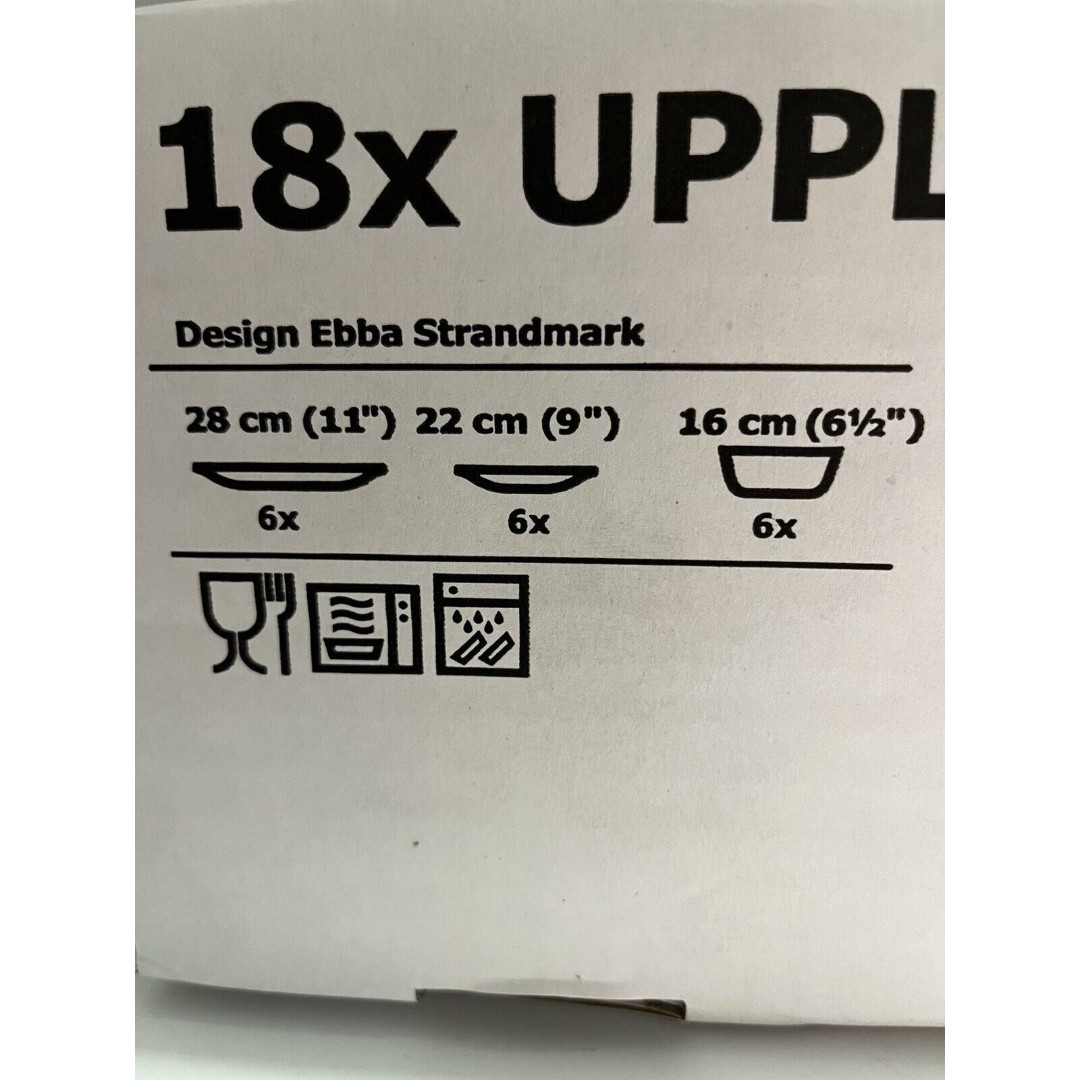 18x UPPL
Design Ebba Strandmark
28 cm (11") 22 cm (9") 16 cm (6½")
6x 6x 6x